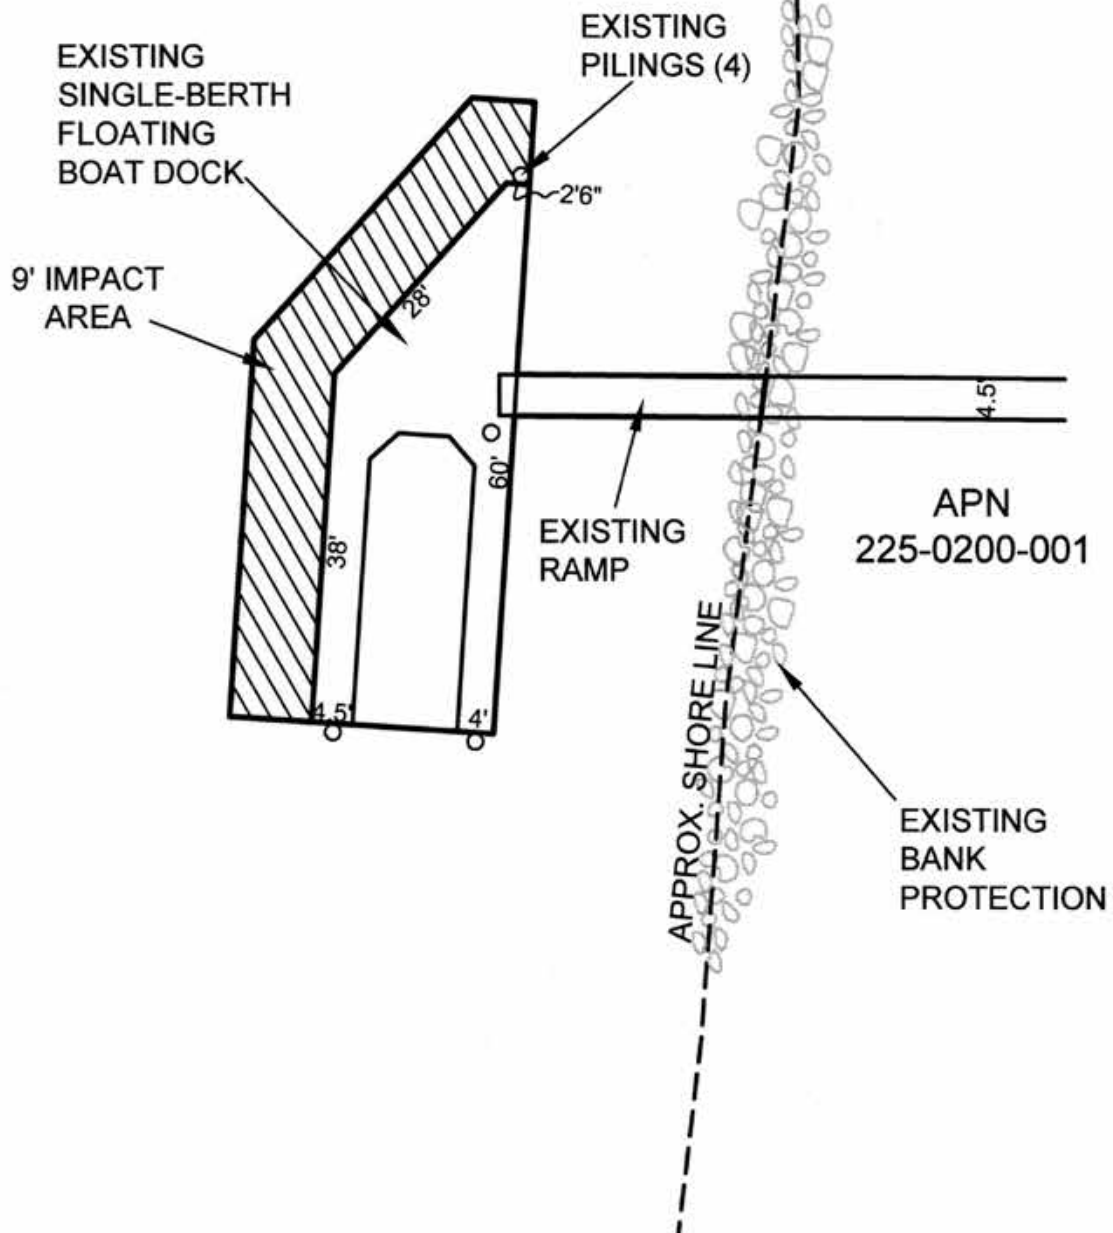 EXISTING
PILINGS (4)
EXISTING
SINGLE-BERTH
FLOATING
BOAT DOCK
2'6"
9' IMPACT
AREA
28'
4.5'
60'
APN
225-0200-001
EXISTING
RAMP
38'
APPROX. SHORE LINE
4.5'
4'
EXISTING
BANK
PROTECTION